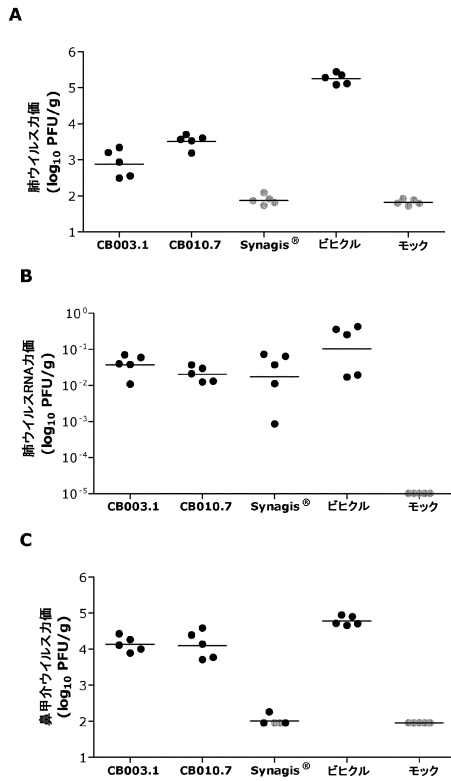 A
肺ウイルス力価
(log10 PFU/g)
6
5
4
3
2
1
CB003.1 CB010.7 Synagis® ビヒクル モック
B
肺ウイルスRNA力価
(log10 PFU/g)
10^0
10^-1
10^-2
10^-3
10^-4
10^-5
CB003.1 CB010.7 Synagis® ビヒクル モック
C
鼻甲介ウイルス力価
(log10 PFU/g)
6
5
4
3
2
1
CB003.1 CB010.7 Synagis® ビヒクル モック